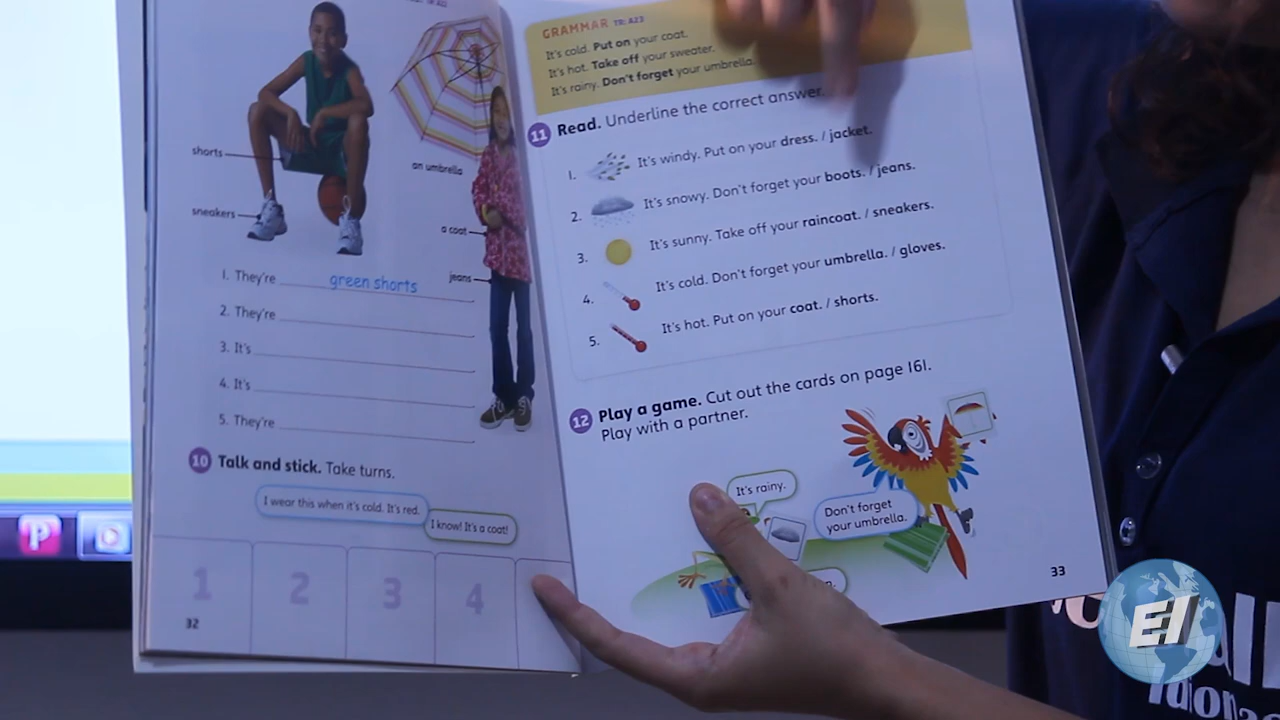 shorts
sneakers
an umbrella
a coat
jeans
1. They're green shorts
2. They're
3. It's
4. It's
5. They're
10 Talk and stick. Take turns.
I wear this when it's cold. It's red.
I know! It's a coat!
1 2 3 4
32
GRAMMAR TR: A23
It's cold. Put on your coat.
It's hot. Take off your sweater.
It's rainy. Don't forget your umbrella.
11 Read. Underline the correct answer.
1. It's windy. Put on your dress. / jacket.
2. It's snowy. Don't forget your boots. / jeans.
3. It's sunny. Take off your raincoat. / sneakers.
4. It's cold. Don't forget your umbrella. / gloves.
5. It's hot. Put on your coat. / shorts.
12 Play a game. Cut out the cards on page 161.
Play with a partner.
It's rainy.
Don't forget
your umbrella.
33
EI